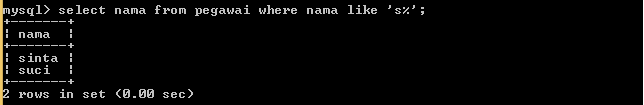 mysql> select nama from pegawai where nama like 's%';
+-------+
| nama  |
+-------+
| sinta |
| suci  |
+-------+
2 rows in set (0.00 sec)